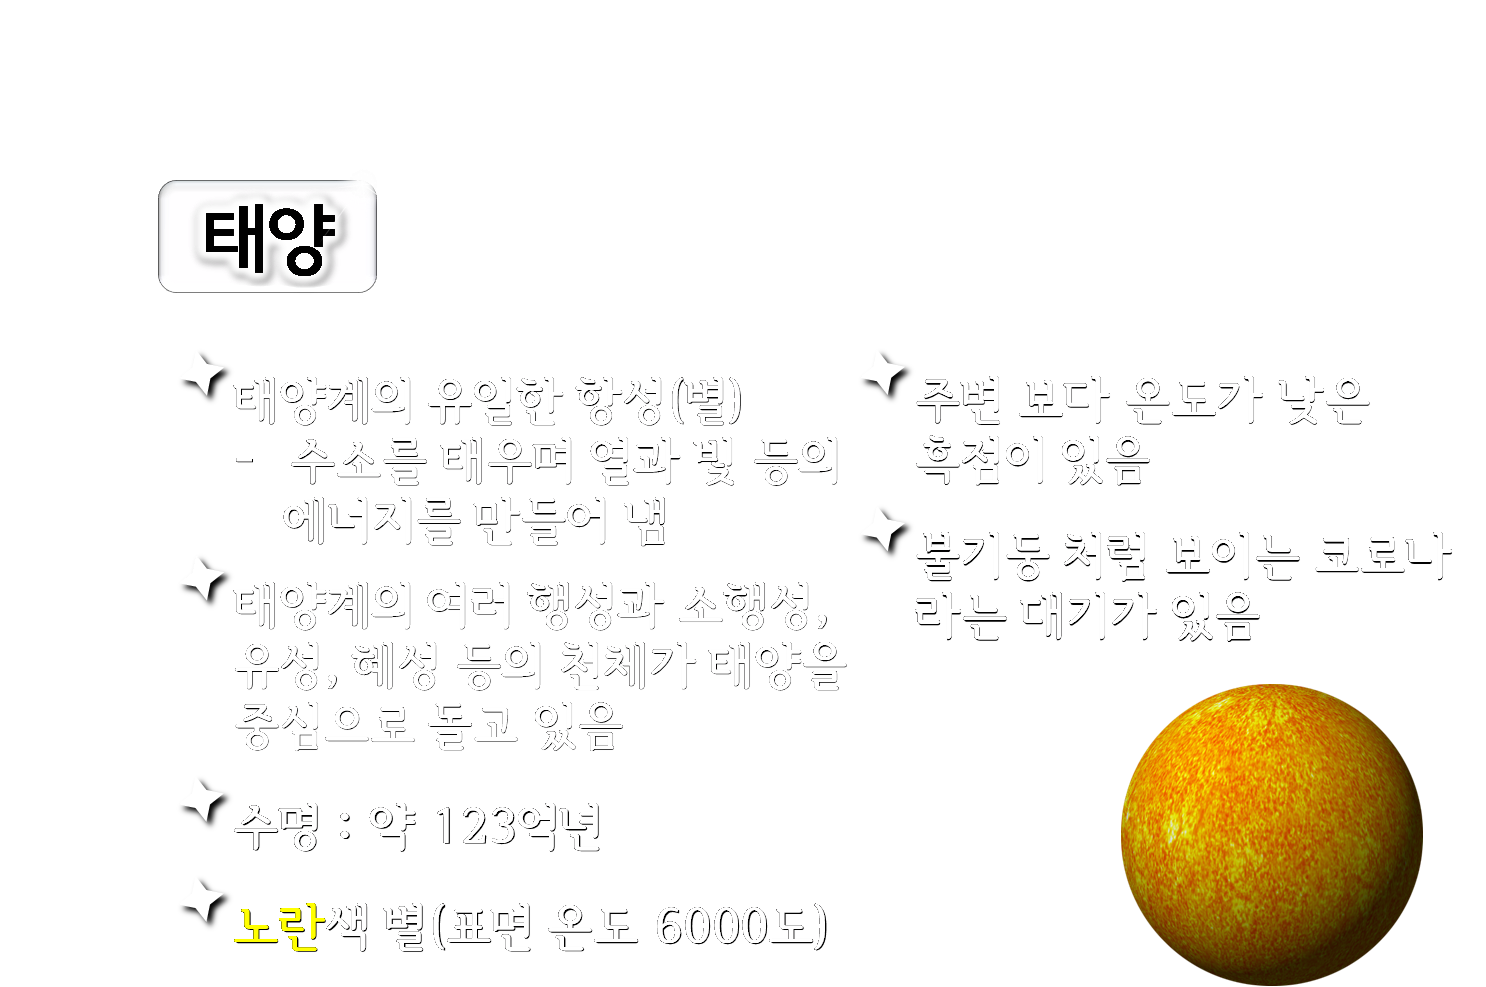 태양
태양계의 유일한 항성(별)
- 수소를 태우며 열과 빛 등의
에너지를 만들어 냄
태양계의 여러 행성과 소행성,
유성, 혜성 등의 천체가 태양을
중심으로 돌고 있음
수명 : 약 123억년
노란색 별(표면 온도 6000도)
주변 보다 온도가 낮은
흑점이 있음
불기둥 처럼 보이는 코로나
라는 대기가 있음